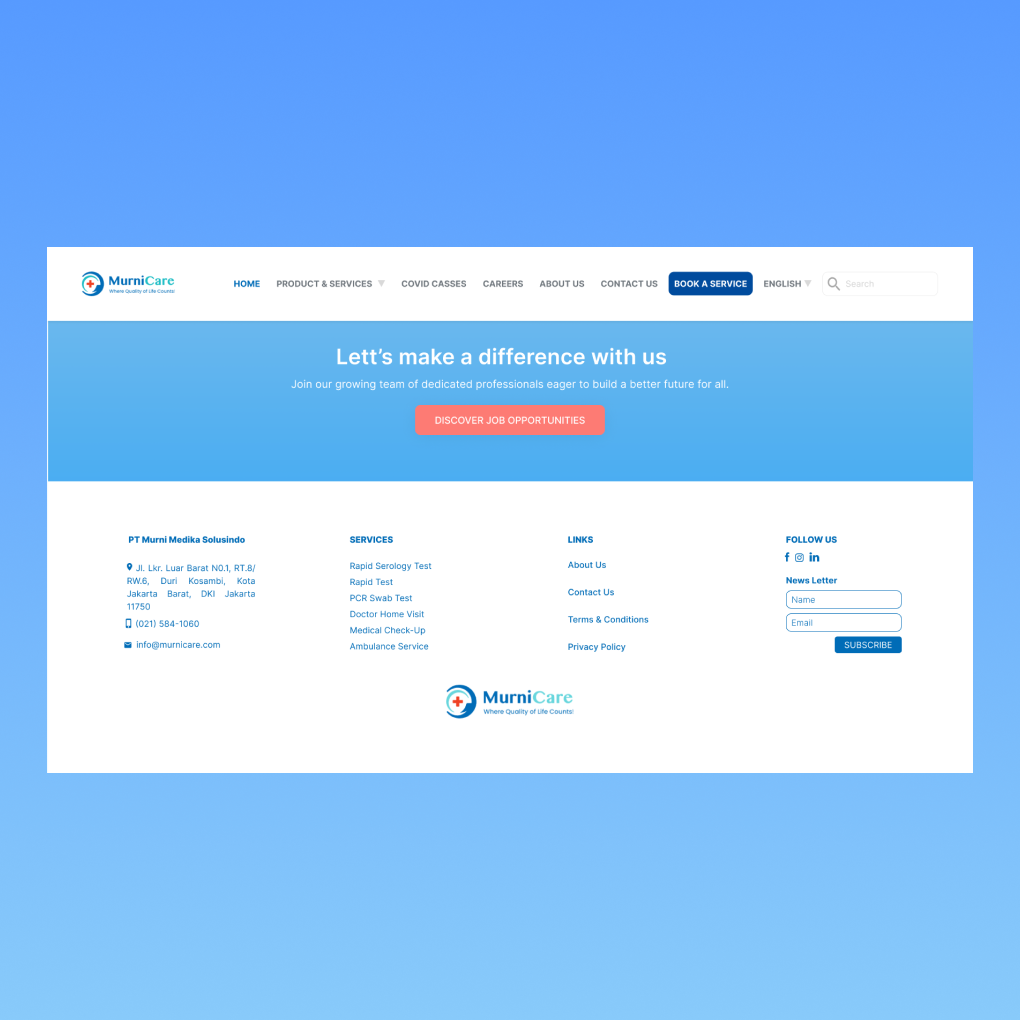 MurniCare
Where Quality of Life Counts!
HOME
PRODUCT & SERVICES
COVID CASSES
CAREERS
ABOUT US
CONTACT US
BOOK A SERVICE
ENGLISH
Search
Lett’s make a difference with us
Join our growing team of dedicated professionals eager to build a better future for all.
DISCOVER JOB OPPORTUNITIES
PT Murni Medika Solusindo
Jl. Lkr. Luar Barat N0.1, RT.8/
RW.6, Duri Kosambi, Kota
Jakarta Barat, DKI Jakarta
11750
(021) 584-1060
info@murnicare.com
SERVICES
Rapid Serology Test
Rapid Test
PCR Swab Test
Doctor Home Visit
Medical Check-Up
Ambulance Service
LINKS
About Us
Contact Us
Terms & Conditions
Privacy Policy
FOLLOW US
News Letter
Name
Email
SUBSCRIBE
MurniCare
Where Quality of Life Counts!